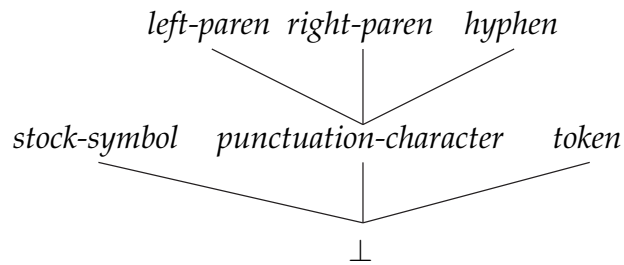 left-paren right-paren hyphen
stock-symbol punctuation-character token
⊥